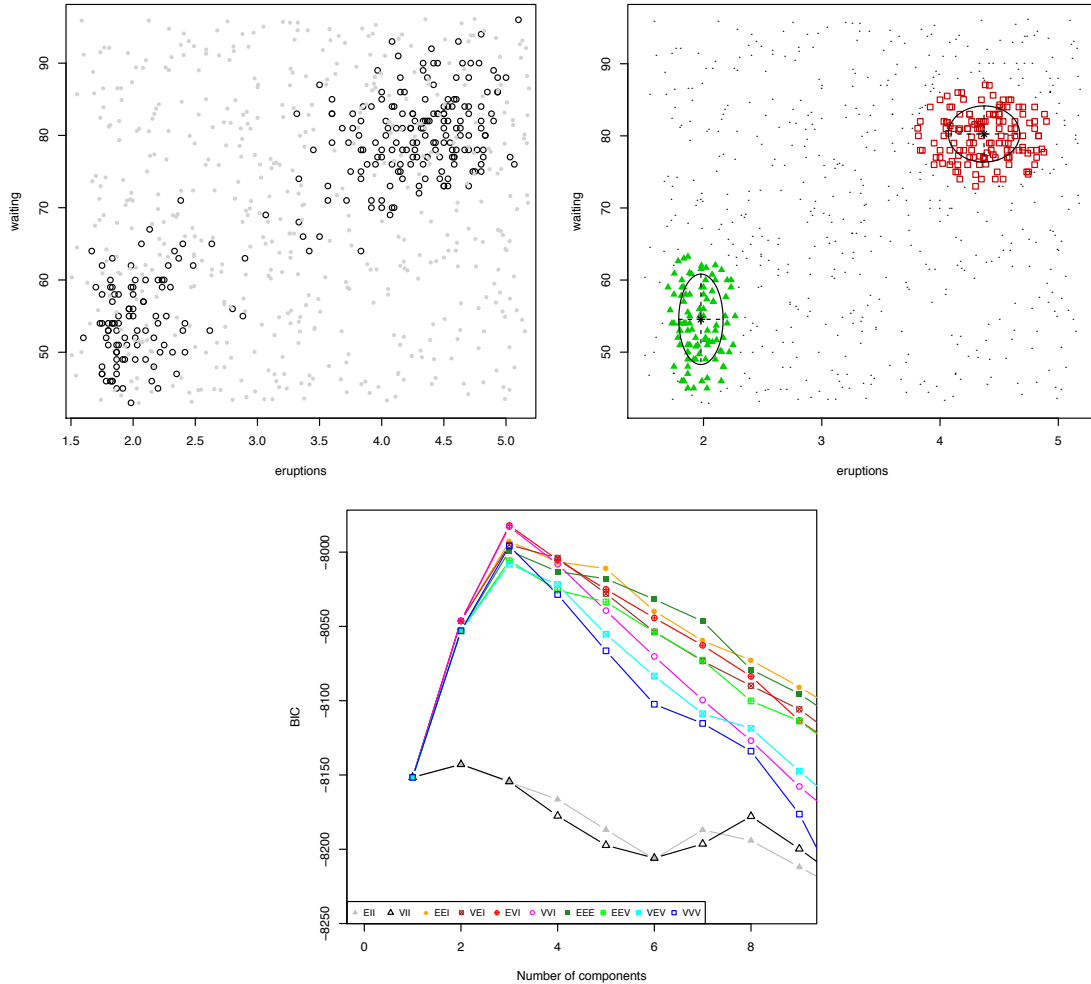 90
80
70
60
50
waiting
1.5 2.0 2.5 3.0 3.5 4.0 4.5 5.0
eruptions
90
80
70
60
50
waiting
2 3 4 5
eruptions
−8000
−8050
−8100
−8150
−8200
−8250
BIC
EII VII EEI VEI EVI VVI EEE EEV VEV VVV
0 2 4 6 8
Number of components